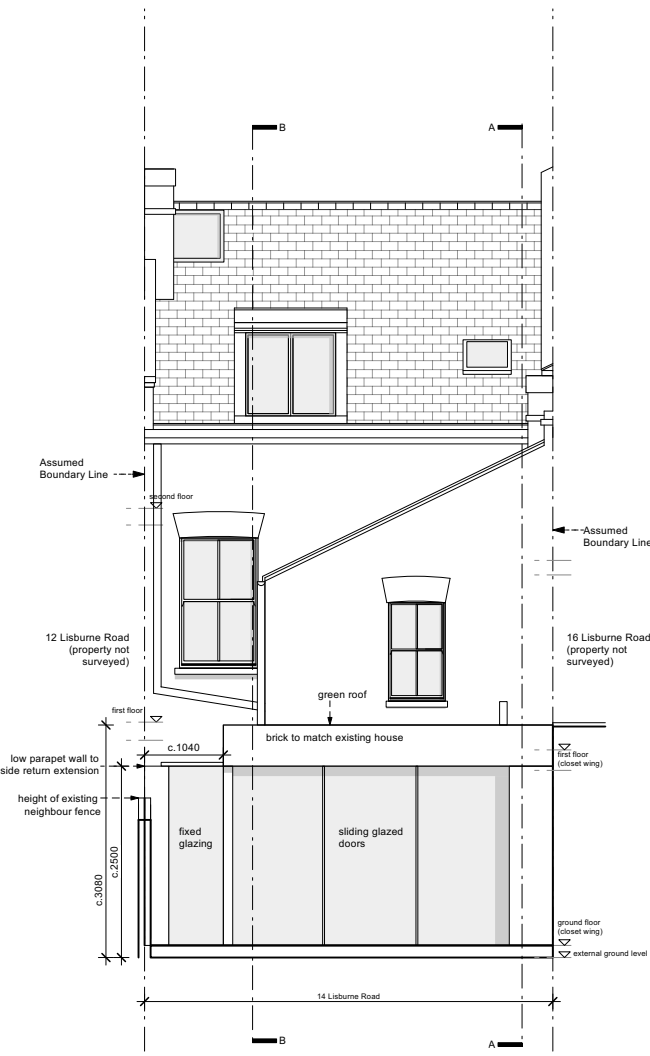 B
A
Assumed
Boundary Line
second floor
Assumed
Boundary Line
12 Lisburne Road
(property not
surveyed)
16 Lisburne Road
(property not
surveyed)
green roof
first floor
brick to match existing house
c.1040
low parapet wall to
side return extension
first floor
(closet wing)
height of existing
neighbour fence
fixed
glazing
sliding glazed
doors
c.3080
c.2500
ground floor
(closet wing)
external ground level
14 Lisburne Road
B
A